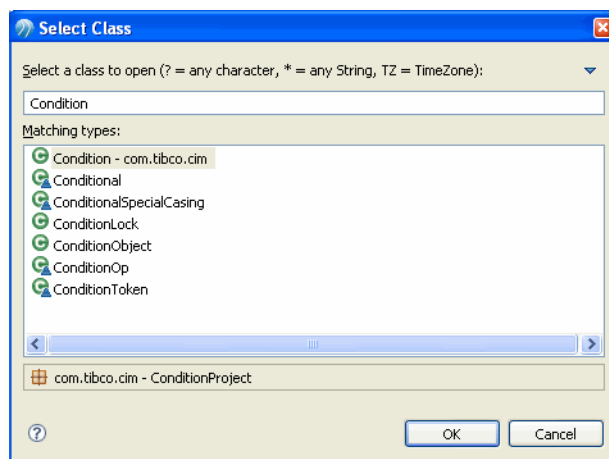 Select Class
Select a class to open (? = any character, * = any String, TZ = TimeZone):
Condition
Matching types:
Condition - com.tibco.cim
Conditional
ConditionalSpecialCasing
ConditionLock
ConditionObject
ConditionOp
ConditionToken
com.tibco.cim - ConditionProject
OK Cancel